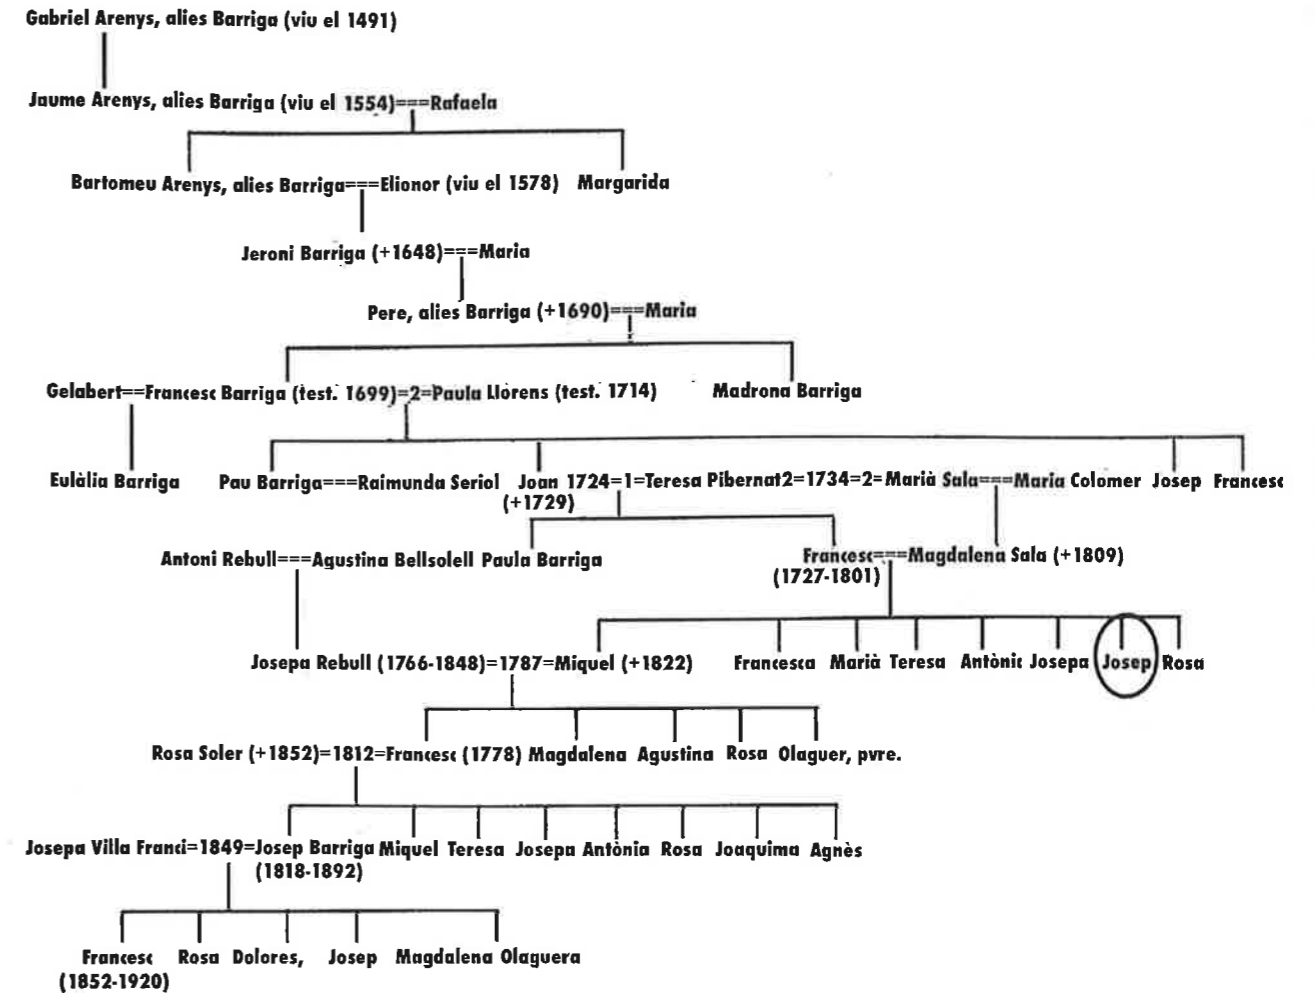 Gabriel Arenys, alies Barriga (viu el 1491)
Jaume Arenys, alies Barriga (viu el 1554)===Rafaela
Bartomeu Arenys, alies Barriga===Elionor (viu el 1578) Margarida
Jeroni Barriga (+1648)===Maria
Pere, alies Barriga (+1690)===Maria
Gelabert==Francesc Barriga (test. 1699)=2=Paula Llorens (test. 1714) Madrona Barriga
Eulàlia Barriga Pau Barriga===Raimunda Seriol Joan 1724=1=Teresa Pibernat2=1734=2=Marià Sala===Maria Colomer Josep Francesc
(+1729)
Antoni Rebull===Agustina Bellsolell Paula Barriga Francesc===Magdalena Sala (+1809)
(1727-1801)
Josepa Rebull (1766-1848)=1787=Miquel (+1822) Francesca Marià Teresa Antònic Josepa Josep Rosa
Rosa Soler (+1852)=1812=Francesc (1778) Magdalena Agustina Rosa Olaguer, pvre.
Josepa Villa Franci=1849=Josep Barriga Miquel Teresa Josepa Antònia Rosa Joaquima Agnès
(1818-1892)
Francesc Rosa Dolores, Josep Magdalena Olaguera
(1852-1920)